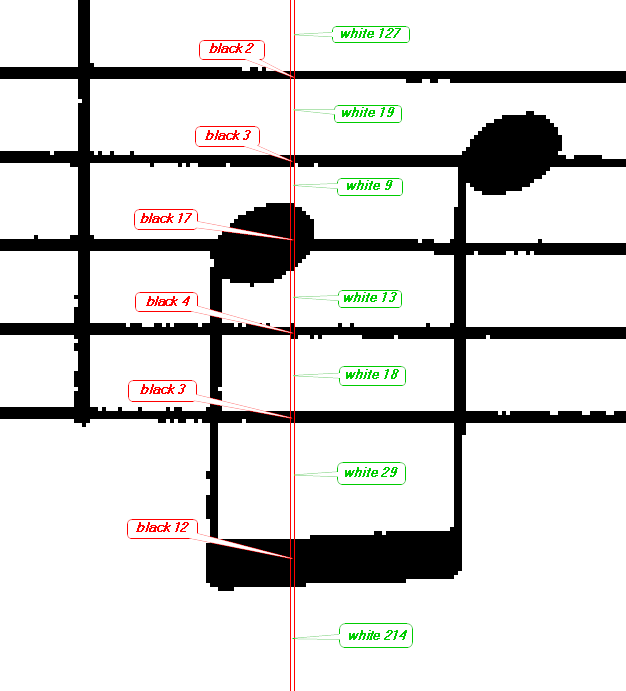 white 127
black 2
white 19
black 3
white 9
black 17
white 13
black 4
white 18
black 3
white 29
black 12
white 214